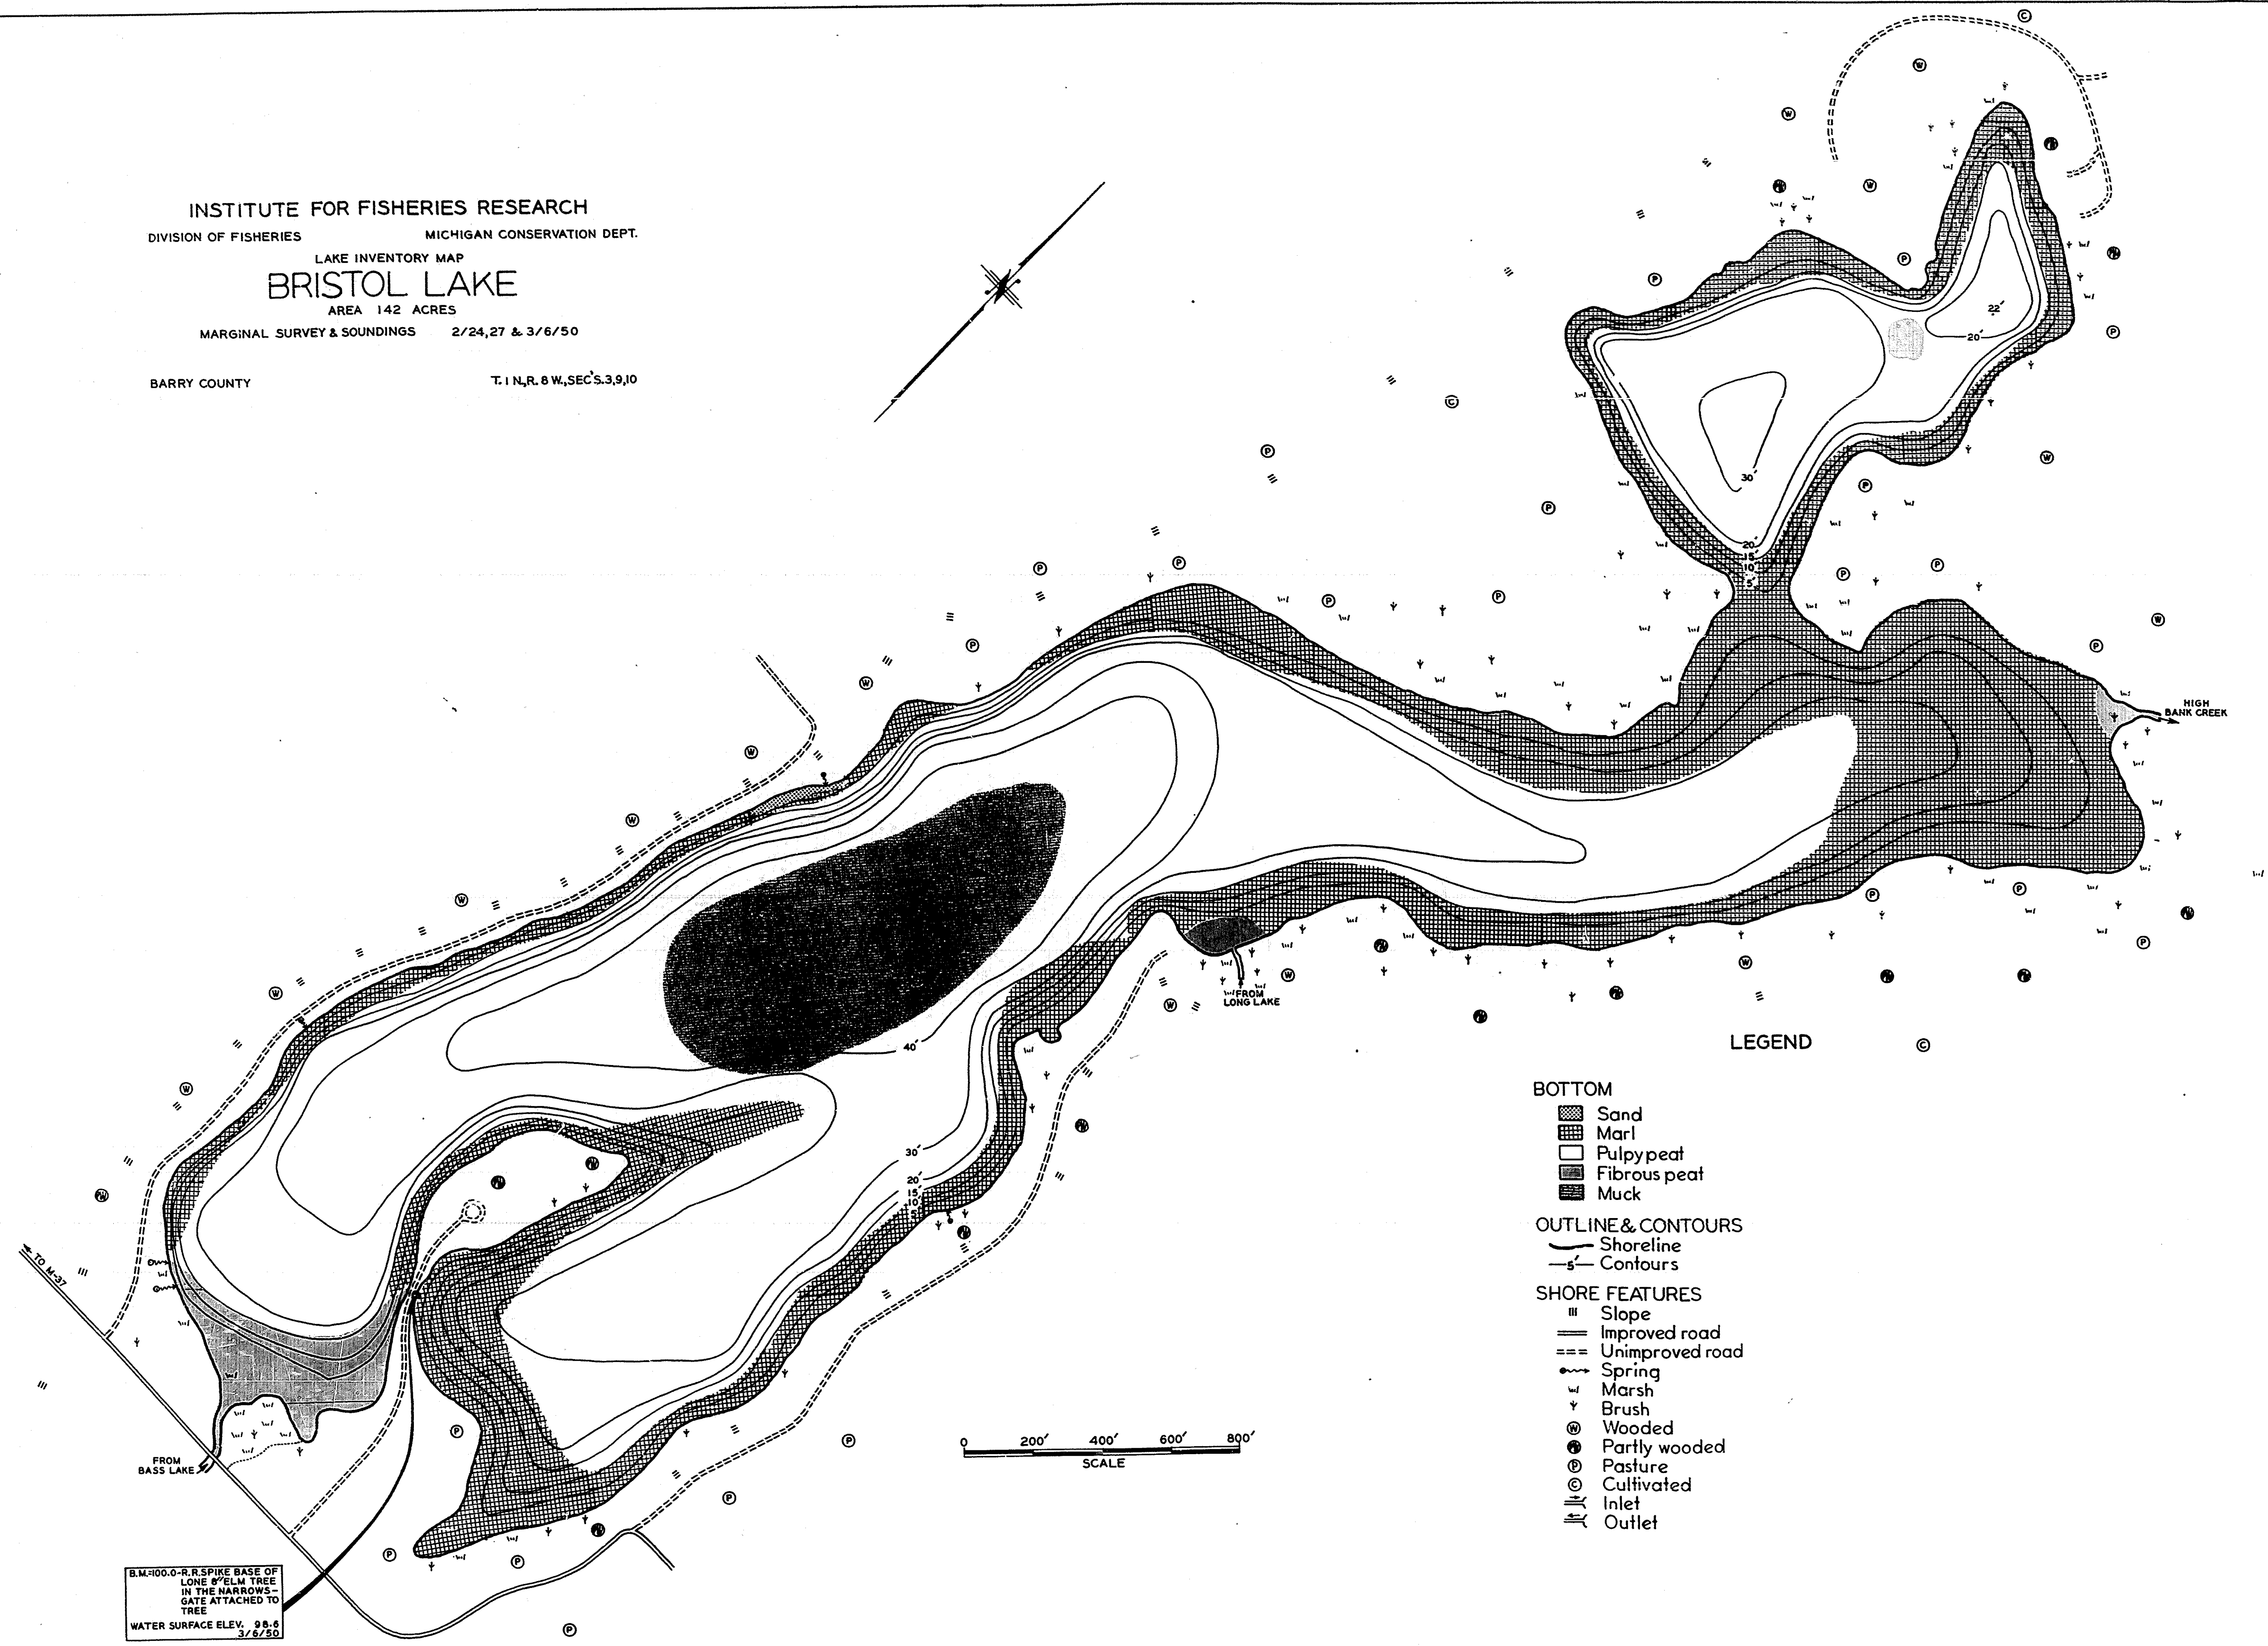 INSTITUTE FOR FISHERIES RESEARCH
DIVISION OF FISHERIES MICHIGAN CONSERVATION DEPT.
LAKE INVENTORY MAP
BRISTOL LAKE
AREA 142 ACRES
MARGINAL SURVEY & SOUNDINGS 2/24,27 & 3/6/50
BARRY COUNTY T. 1 N., R. 8 W., SEC'S. 3,9,10
22'
20'
30'
20'
15'
10'
5'
HIGH
BANK CREEK
FROM
LONG LAKE
40'
30'
20'
15'
10'
5'
TO M-37
FROM
BASS LAKE
0 200' 400' 600' 800'
SCALE
B.M.=100.0-R.R.SPIKE BASE OF
LONE 8" ELM TREE
IN THE NARROWS-
GATE ATTACHED TO
TREE
WATER SURFACE ELEV. 98.6
3/6/50
LEGEND
BOTTOM
Sand
Marl
Pulpy peat
Fibrous peat
Muck
OUTLINE & CONTOURS
Shoreline
5' Contours
SHORE FEATURES
Slope
Improved road
Unimproved road
Spring
Marsh
Brush
W Wooded
PW Partly wooded
P Pasture
C Cultivated
Inlet
Outlet